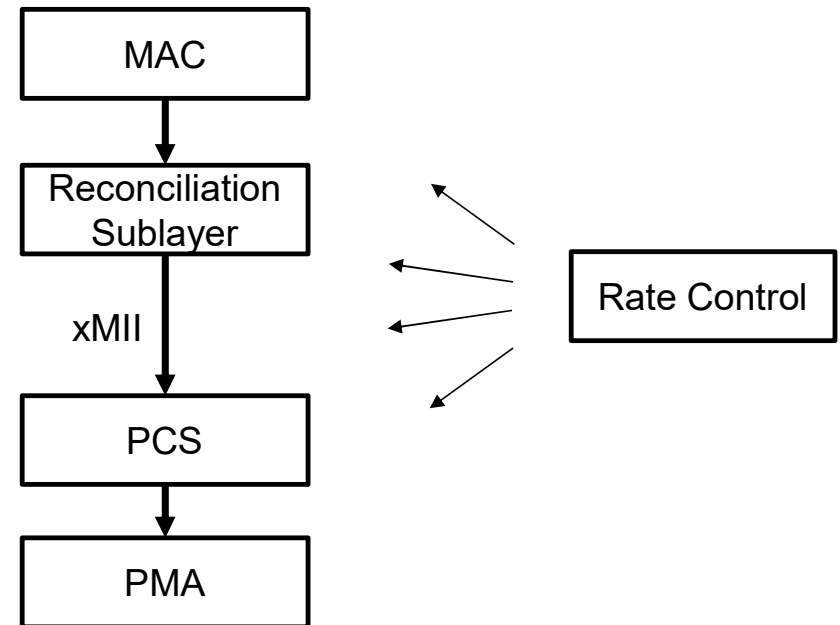 MAC
Reconciliation
Sublayer
Rate Control
xMII
PCS
PMA